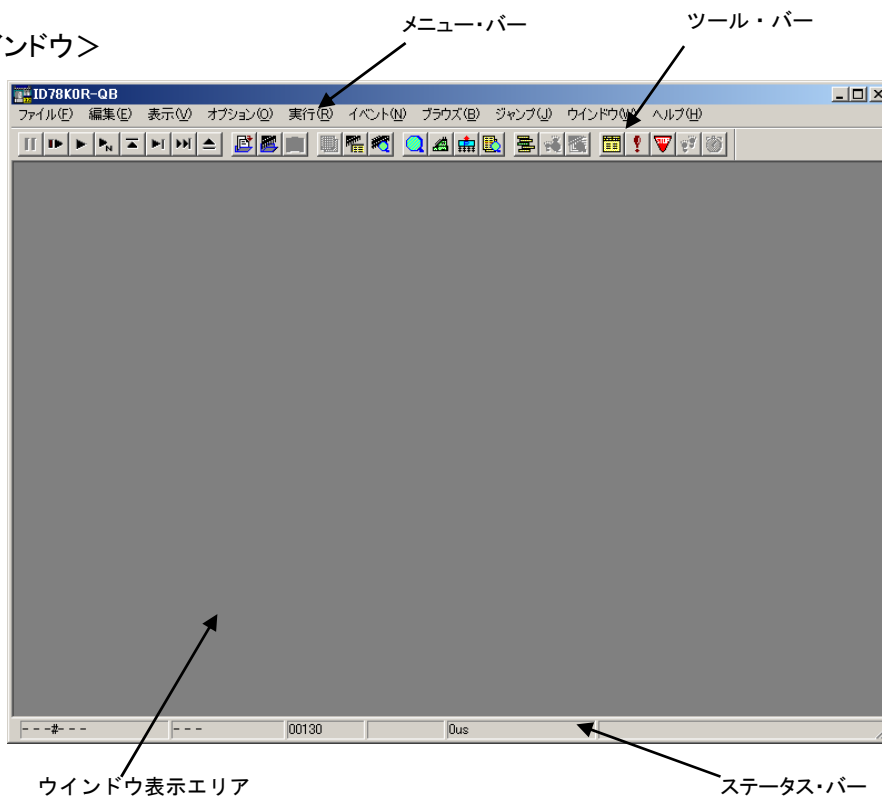 メニュー・バー
ツール・バー
ンドウ＞
ID78K0R-QB
ファイル(F) 編集(E) 表示(V) オプション(O) 実行(R) イベント(N) ブラウズ(B) ジャンプ(J) ウインドウ(W) ヘルプ(H)
- - -#- - - - - - 00130 0us
ウインドウ表示エリア
ステータス・バー